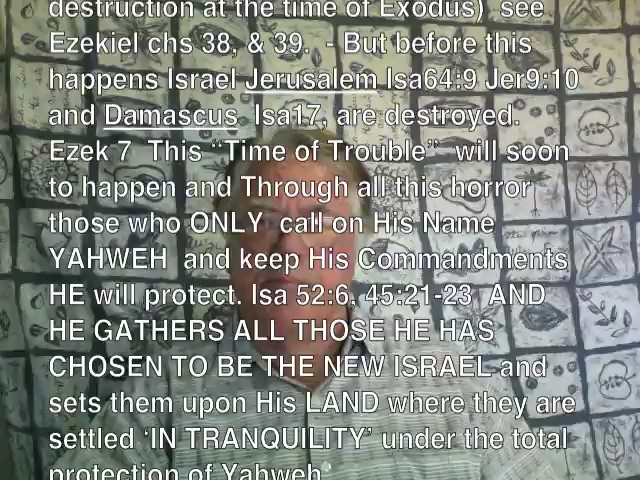 destruction at the time of Exodus)  see
Ezekiel chs 38, & 39.  - But before this
happens Israel Jerusalem Isa64:9 Jer9:10
and Damascus  Isa17, are destroyed.
Ezek 7  This “Time of Trouble”  will soon
to happen and Through all this horror
those who ONLY  call on His Name
YAHWEH  and keep His Commandments
HE will protect. Isa 52:6, 45:21-23  AND
HE GATHERS ALL THOSE HE HAS
CHOSEN TO BE THE NEW ISRAEL and
sets them upon His LAND where they are
settled ‘IN TRANQUILITY’ under the total
protection of Yahweh